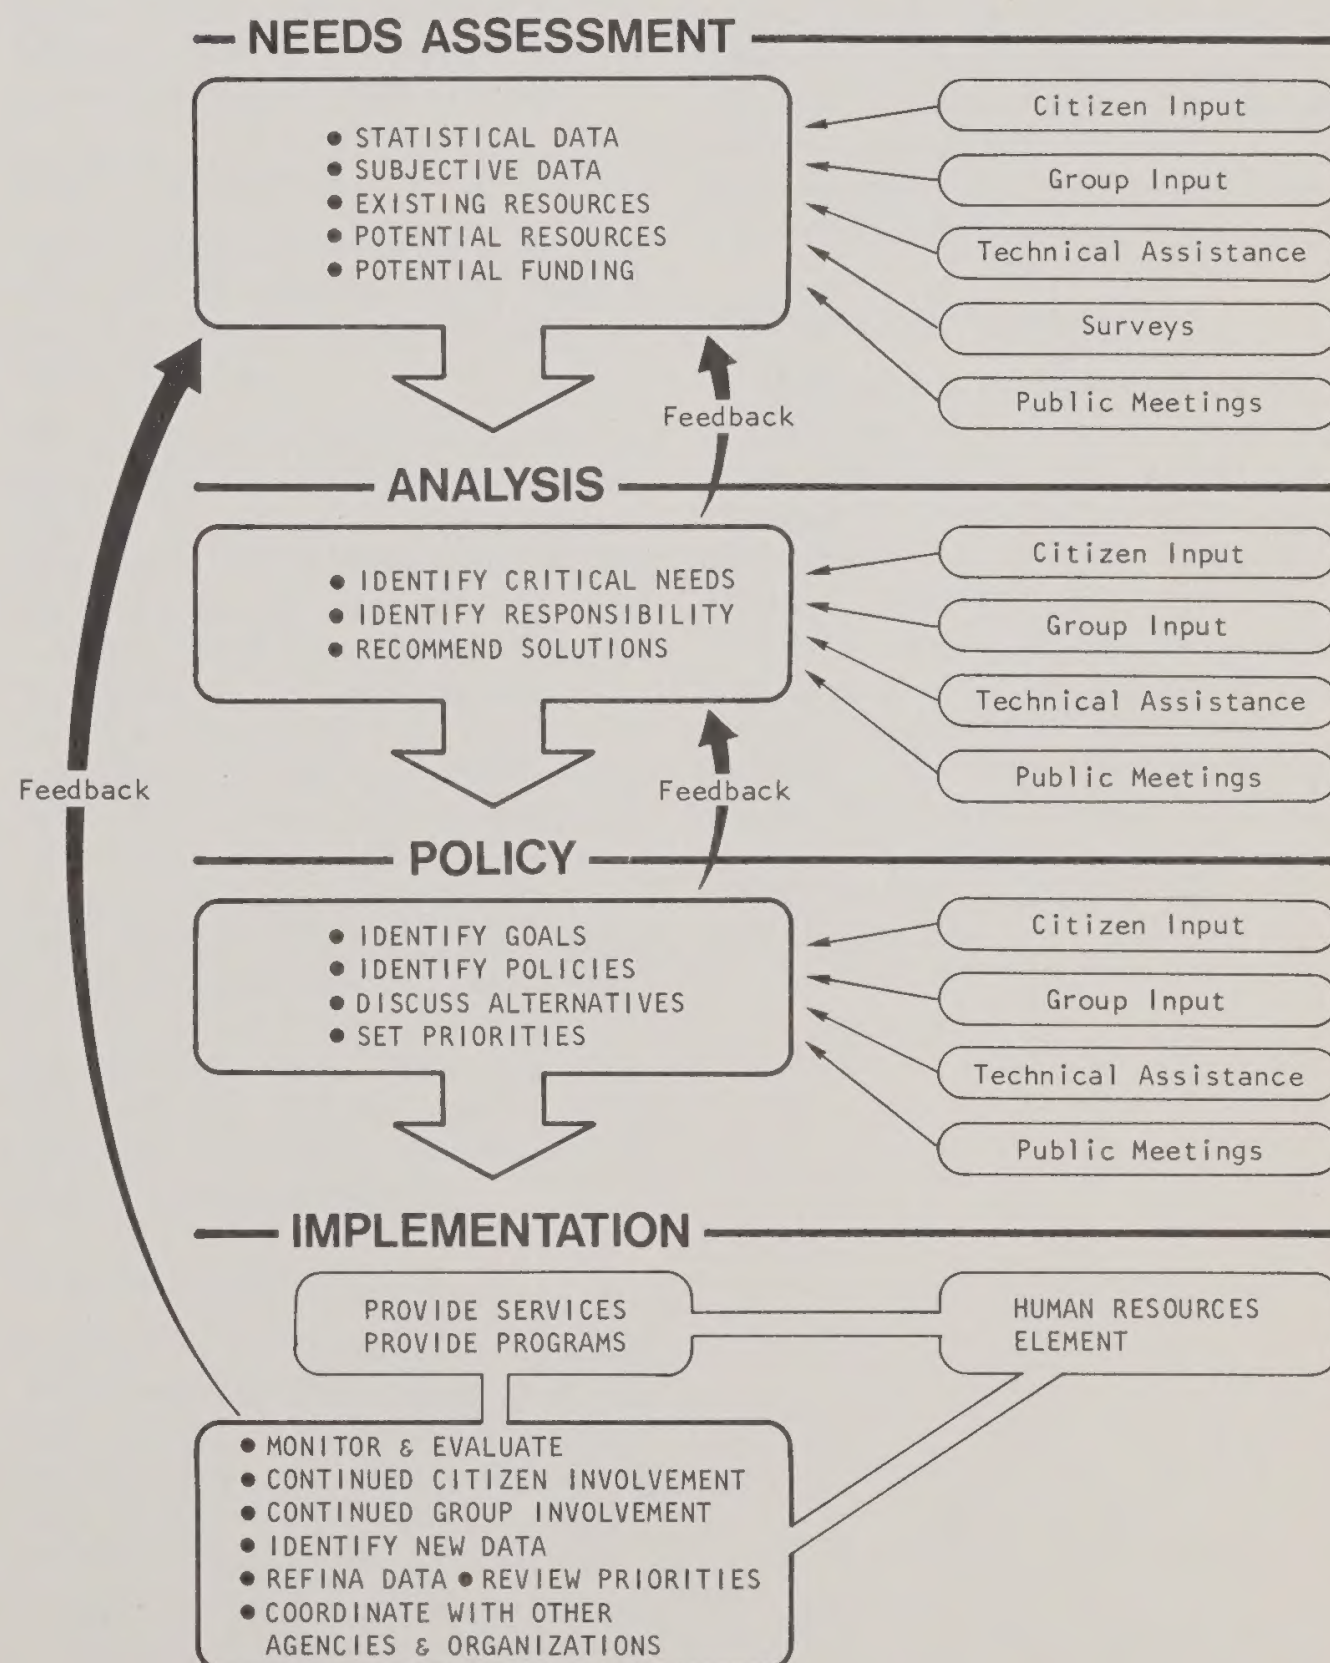 NEEDS ASSESSMENT
• STATISTICAL DATA
• SUBJECTIVE DATA
• EXISTING RESOURCES
• POTENTIAL RESOURCES
• POTENTIAL FUNDING
Citizen Input
Group Input
Technical Assistance
Surveys
Public Meetings
Feedback
ANALYSIS
• IDENTIFY CRITICAL NEEDS
• IDENTIFY RESPONSIBILITY
• RECOMMEND SOLUTIONS
Citizen Input
Group Input
Technical Assistance
Public Meetings
Feedback
Feedback
POLICY
• IDENTIFY GOALS
• IDENTIFY POLICIES
• DISCUSS ALTERNATIVES
• SET PRIORITIES
Citizen Input
Group Input
Technical Assistance
Public Meetings
IMPLEMENTATION
PROVIDE SERVICES
PROVIDE PROGRAMS
HUMAN RESOURCES
ELEMENT
• MONITOR & EVALUATE
• CONTINUED CITIZEN INVOLVEMENT
• CONTINUED GROUP INVOLVEMENT
• IDENTIFY NEW DATA
• REFINA DATA • REVIEW PRIORITIES
• COORDINATE WITH OTHER
AGENCIES & ORGANIZATIONS